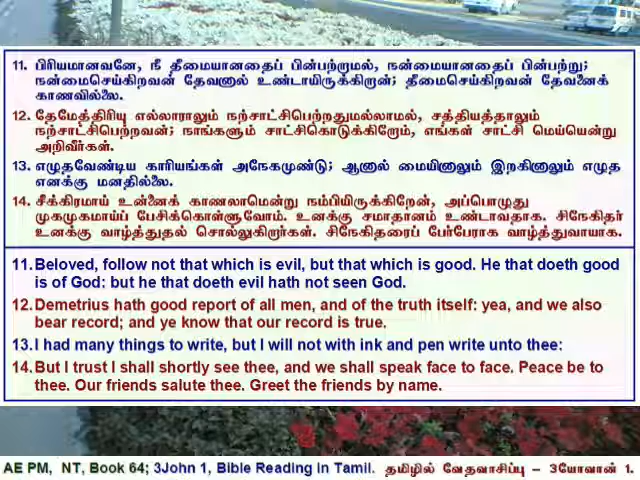 11. பிரியமானவனே, நீ தீமையானதைப் பின்பற்றாமல், நன்மையானதைப் பின்பற்று;
நன்மைசெய்கிறவன் தேவனால் உண்டாயிருக்கிறான்; தீமைசெய்கிறவன் தேவனைக்
காணவில்லை.
12. தேமேத்திரியு எல்லாராலும் நற்சாட்சிபெற்றதுமல்லாமல், சத்தியத்தாலும்
நற்சாட்சிபெற்றவன்; நாங்களும் சாட்சிகொடுக்கிறோம், எங்கள் சாட்சி மெய்யென்று
அறிவீர்கள்.
13. எழுதவேண்டிய காரியங்கள் அநேகமுண்டு; ஆனால் மையினாலும் இறகினாலும் எழுத
எனக்கு மனதில்லை.
14. சீக்கிரமாய் உன்னைக் காணலாமென்று நம்பியிருக்கிறேன், அப்பொழுது
முகமுகமாய்ப் பேசிக்கொள்ளுவோம். உனக்கு சமாதானம் உண்டாவதாக. சிநேகிதர்
உனக்கு வாழ்த்துதல் சொல்லுகிறார்கள். சிநேகிதரைப் பேர்பேராக வாழ்த்துவாயாக.
11. Beloved, follow not that which is evil, but that which is good. He that doeth good
is of God: but he that doeth evil hath not seen God.
12. Demetrius hath good report of all men, and of the truth itself: yea, and we also
bear record; and ye know that our record is true.
13. I had many things to write, but I will not with ink and pen write unto thee:
14. But I trust I shall shortly see thee, and we shall speak face to face. Peace be to
thee. Our friends salute thee. Greet the friends by name.
AE PM, NT, Book 64; 3John 1, Bible Reading in Tamil. தமிழில் வேதவாசிப்பு – 3யோவான் 1.